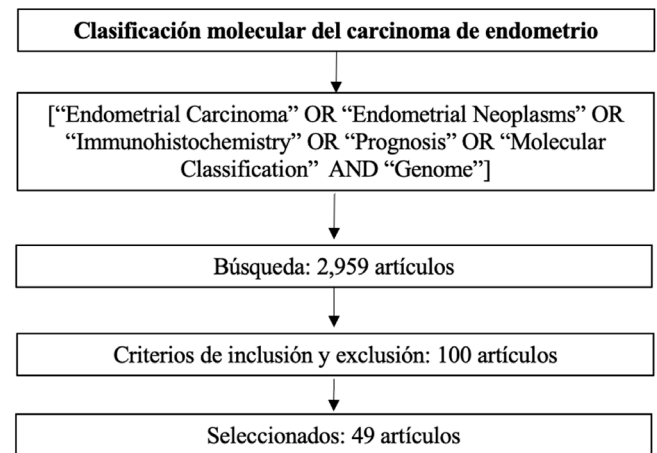 Clasificación molecular del carcinoma de endometrio
[“Endometrial Carcinoma” OR “Endometrial Neoplasms” OR
“Immunohistochemistry” OR “Prognosis” OR “Molecular
Classification” AND “Genome”]
Búsqueda: 2,959 artículos
Criterios de inclusión y exclusión: 100 artículos
Seleccionados: 49 artículos